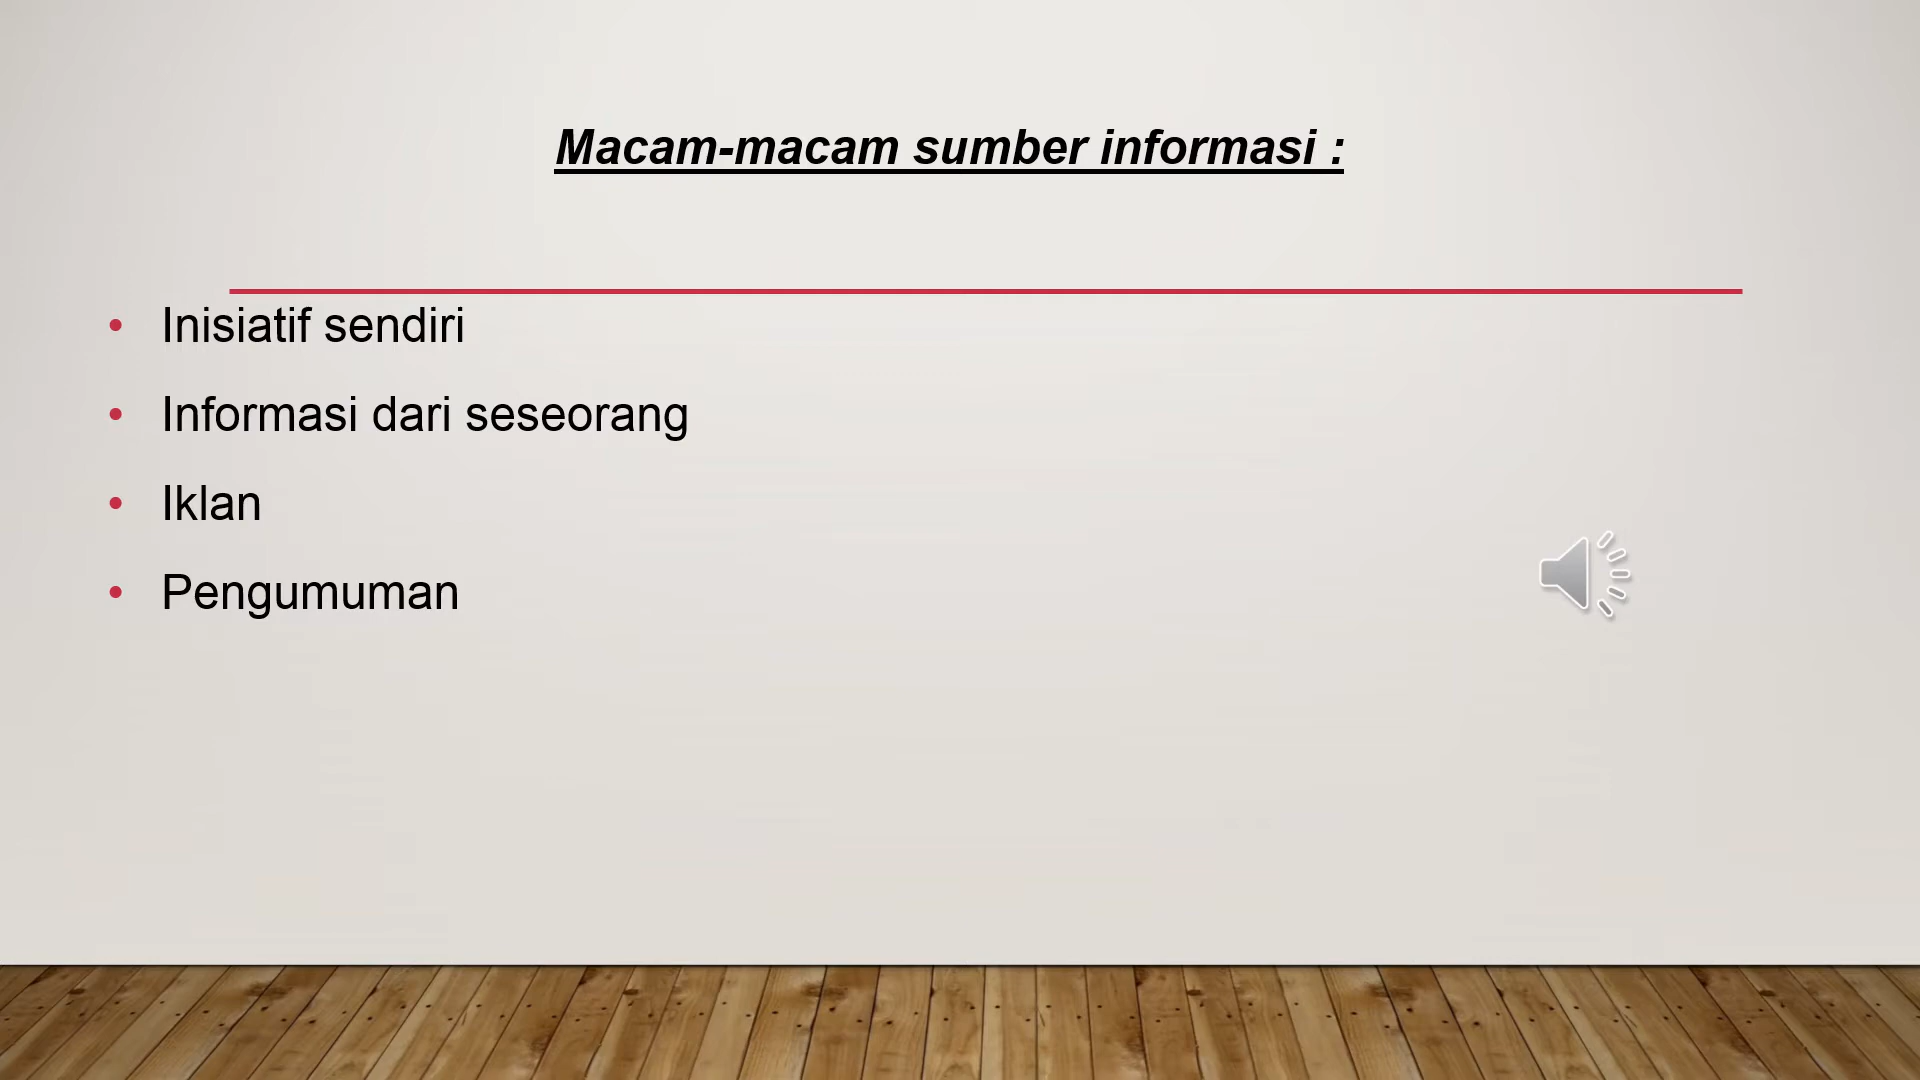 Macam-macam sumber informasi :
• Inisiatif sendiri
• Informasi dari seseorang
• Iklan
• Pengumuman